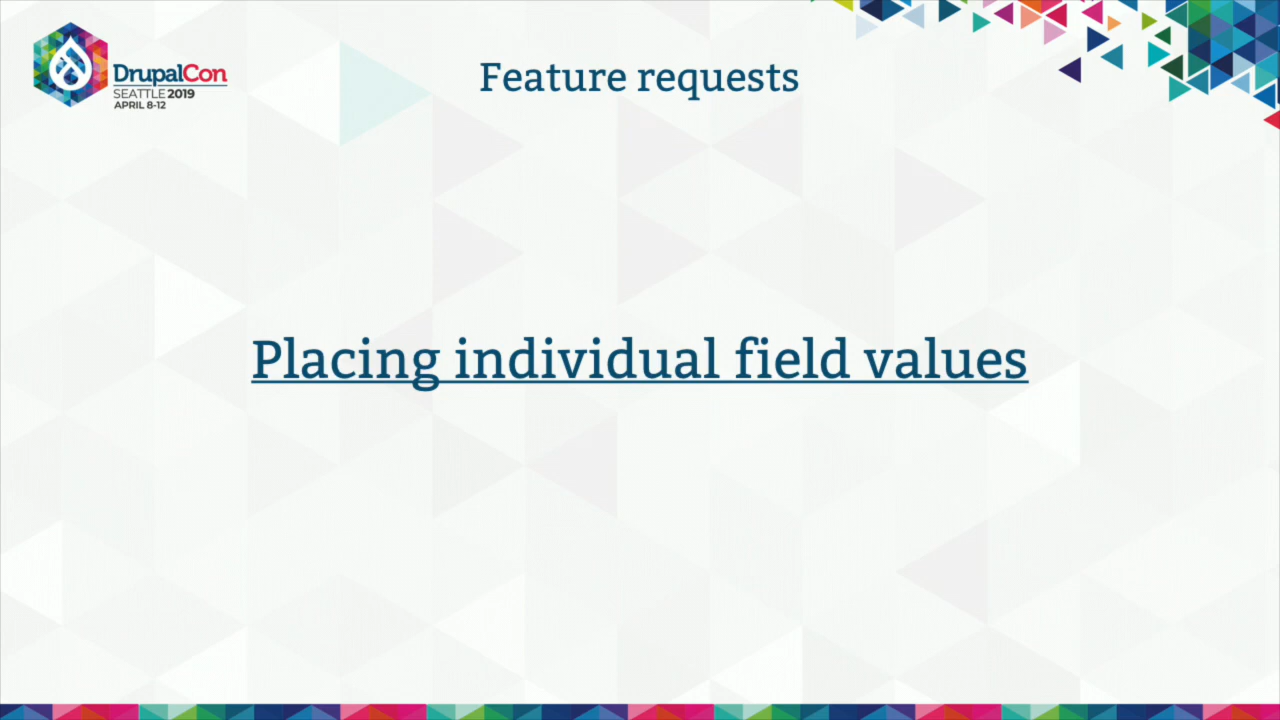 DrupalCon
SEATTLE 2019
APRIL 8-12
Feature requests
Placing individual field values